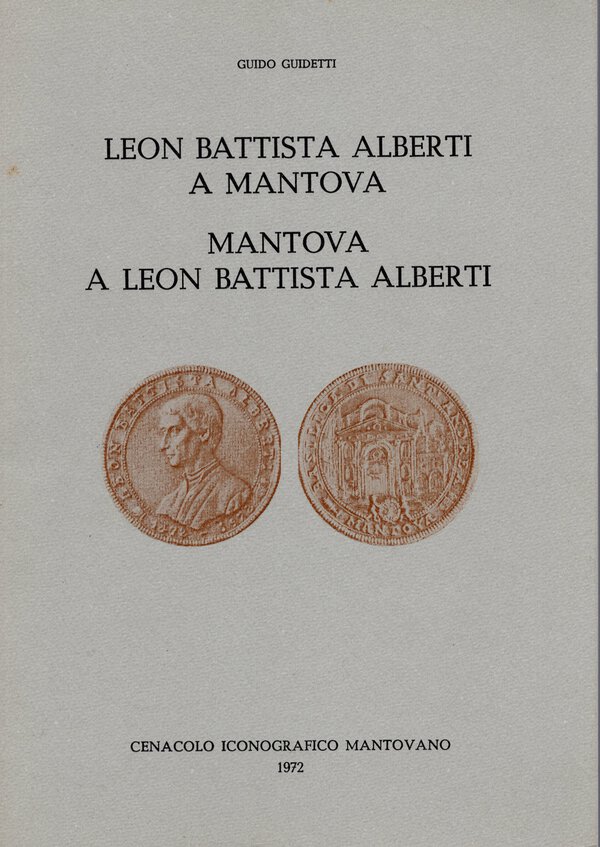 GUIDO GUIDETTI
LEON BATTISTA ALBERTI
A MANTOVA
MANTOVA
A LEON BATTISTA ALBERTI
LEON BATTISTA ALBERTI
BASILICA DI SANT'ANDREA
MANTOVA
CENACOLO ICONOGRAFICO MANTOVANO
1972